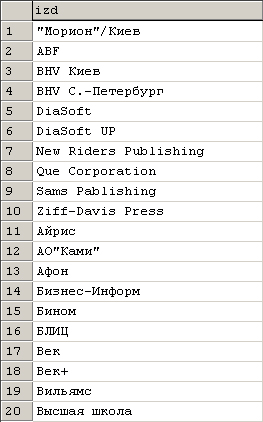 izd
1 "Морион"/Киев
2 ABF
3 BHV Киев
4 BHV С.-Петербург
5 DiaSoft
6 DiaSoft UP
7 New Riders Publishing
8 Que Corporation
9 Sams Pablishing
10 Ziff-Davis Press
11 Айрис
12 АО"Ками"
13 Афон
14 Бизнес-Информ
15 Бином
16 БЛИЦ
17 Век
18 Век+
19 Вильямс
20 Высшая школа